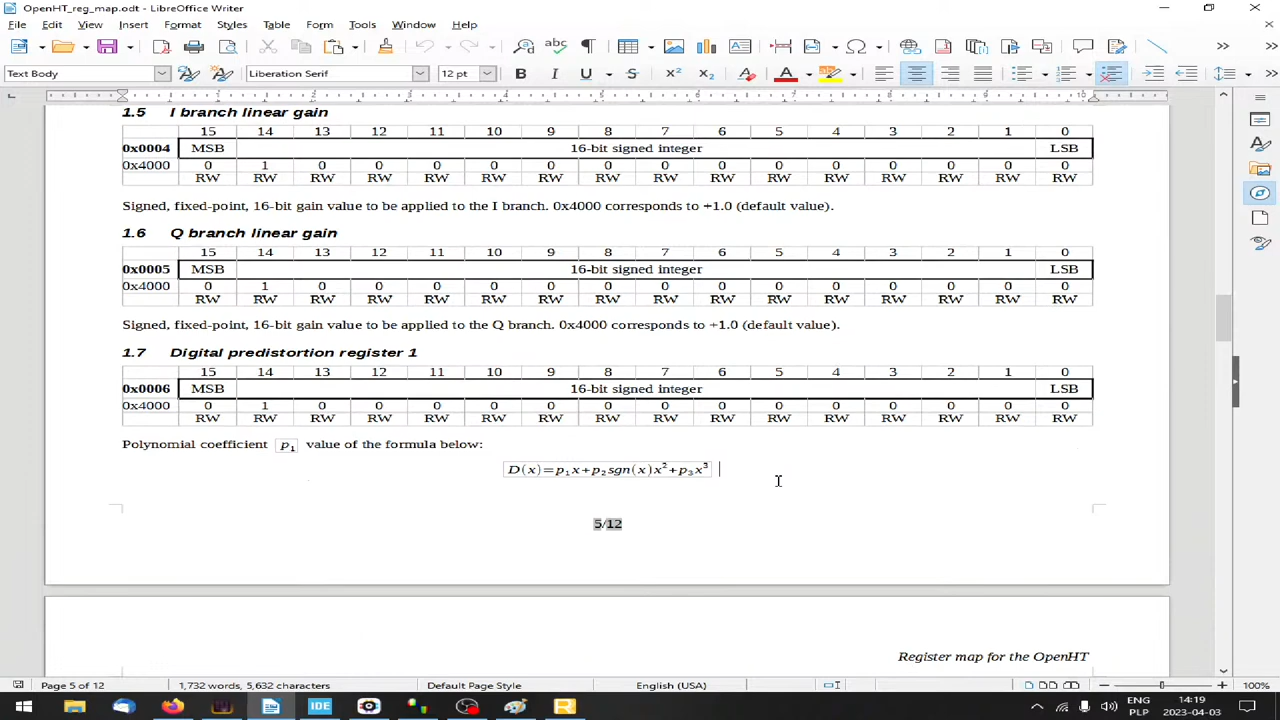 OpenHT_reg_map.odt - LibreOffice Writer
File Edit View Insert Format Styles Table Form Tools Window Help
Text Body Liberation Serif 12 pt
1.5 I branch linear gain
15 14 13 12 11 10 9 8 7 6 5 4 3 2 1 0
0x0004 MSB 16-bit signed integer LSB
0x4000 0 1 0 0 0 0 0 0 0 0 0 0 0 0 0 0
RW RW RW RW RW RW RW RW RW RW RW RW RW RW RW RW
Signed, fixed-point, 16-bit gain value to be applied to the I branch. 0x4000 corresponds to +1.0 (default value).
1.6 Q branch linear gain
15 14 13 12 11 10 9 8 7 6 5 4 3 2 1 0
0x0005 MSB 16-bit signed integer LSB
0x4000 0 1 0 0 0 0 0 0 0 0 0 0 0 0 0 0
RW RW RW RW RW RW RW RW RW RW RW RW RW RW RW RW
Signed, fixed-point, 16-bit gain value to be applied to the Q branch. 0x4000 corresponds to +1.0 (default value).
1.7 Digital predistortion register 1
15 14 13 12 11 10 9 8 7 6 5 4 3 2 1 0
0x0006 MSB 16-bit signed integer LSB
0x4000 0 1 0 0 0 0 0 0 0 0 0 0 0 0 0 0
RW RW RW RW RW RW RW RW RW RW RW RW RW RW RW RW
Polynomial coefficient p₁ value of the formula below:
D(x)=p₁x+p₂sgn(x)x²+p₃x³
5/12
Register map for the OpenHT
Page 5 of 12 1,732 words, 5,632 characters Default Page Style English (USA) 100%
IDE ENG 14:19
PLP 2023-04-03